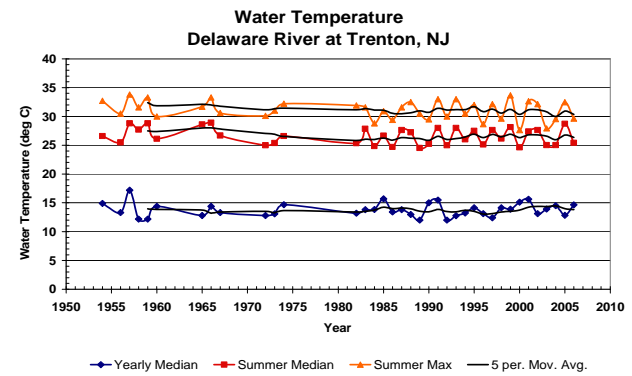 Water Temperature
Delaware River at Trenton, NJ
40
35
30
25
20
15
10
5
0
Water Temperature (deg C)
1950 1955 1960 1965 1970 1975 1980 1985 1990 1995 2000 2005 2010
Year
Yearly Median Summer Median Summer Max 5 per. Mov. Avg.